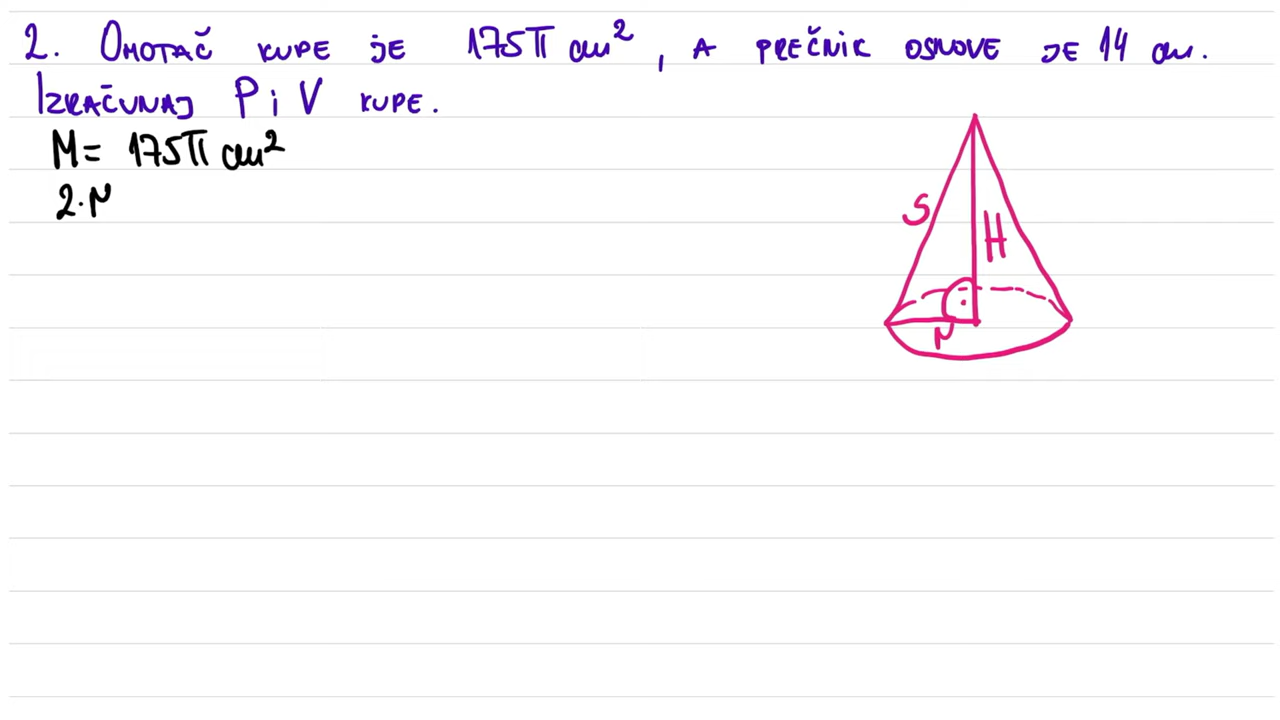 2. Omotač kupe je 175π cm², a prečnik osnove je 14 cm.
Izračunaj P i V kupe.
M = 175π cm²
2·r
s
H
r